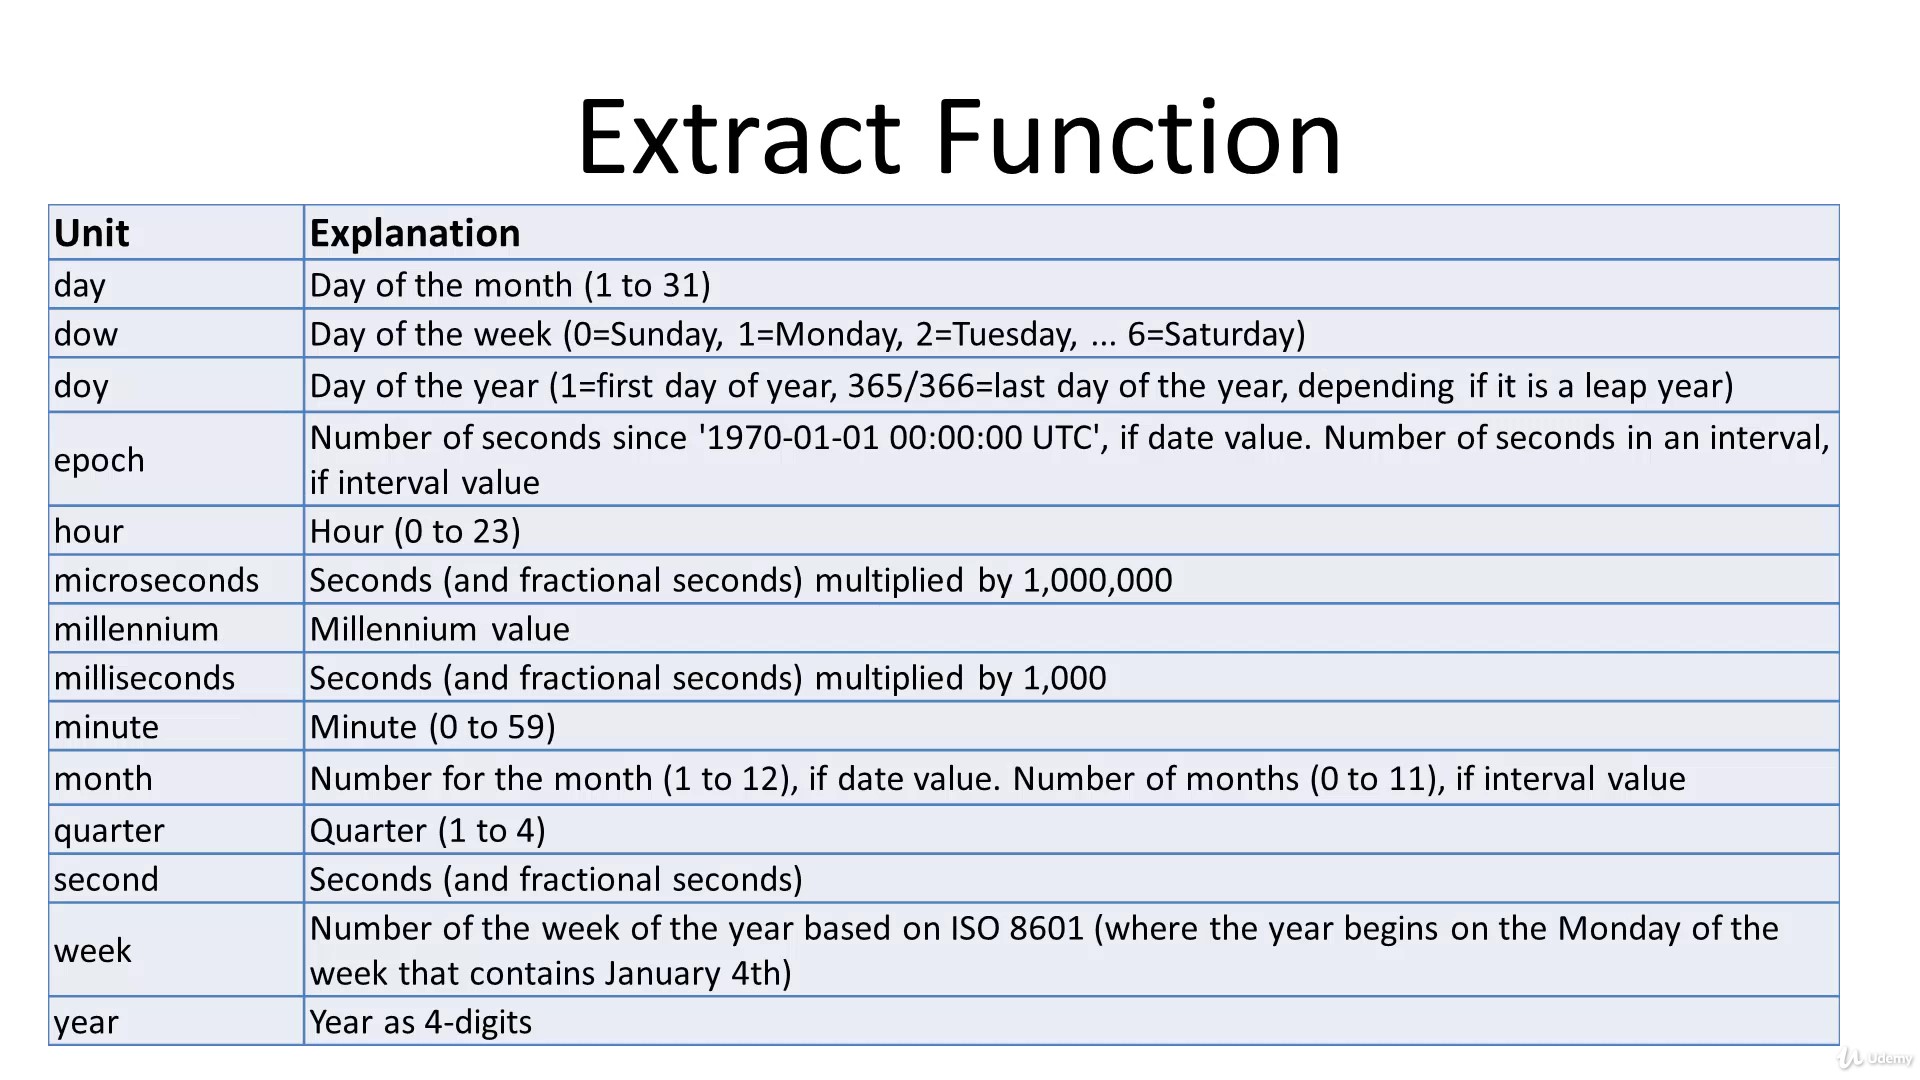 Extract Function
Unit Explanation
day Day of the month (1 to 31)
dow Day of the week (0=Sunday, 1=Monday, 2=Tuesday, ... 6=Saturday)
doy Day of the year (1=first day of year, 365/366=last day of the year, depending if it is a leap year)
epoch Number of seconds since '1970-01-01 00:00:00 UTC', if date value. Number of seconds in an interval,
if interval value
hour Hour (0 to 23)
microseconds Seconds (and fractional seconds) multiplied by 1,000,000
millennium Millennium value
milliseconds Seconds (and fractional seconds) multiplied by 1,000
minute Minute (0 to 59)
month Number for the month (1 to 12), if date value. Number of months (0 to 11), if interval value
quarter Quarter (1 to 4)
second Seconds (and fractional seconds)
week Number of the week of the year based on ISO 8601 (where the year begins on the Monday of the
week that contains January 4th)
year Year as 4-digits
Udemy